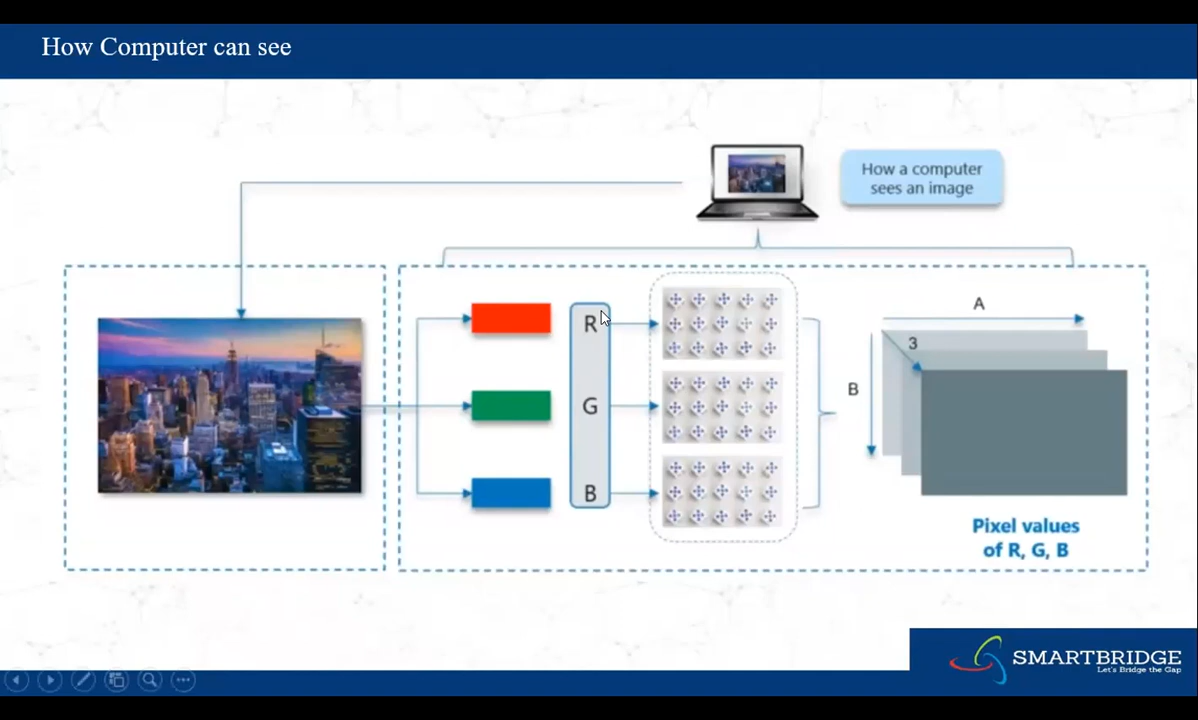 How Computer can see
How a computer
sees an image
R
G
B
A
3
B
Pixel values
of R, G, B
SMARTBRIDGE
Let's Bridge the Gap